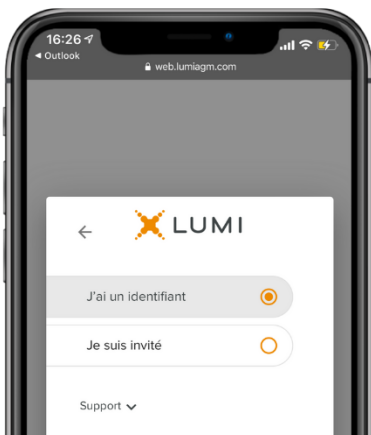 16:26
◄ Outlook
web.lumiagm.com
LUMI
J'ai un identifiant
Je suis invité
Support